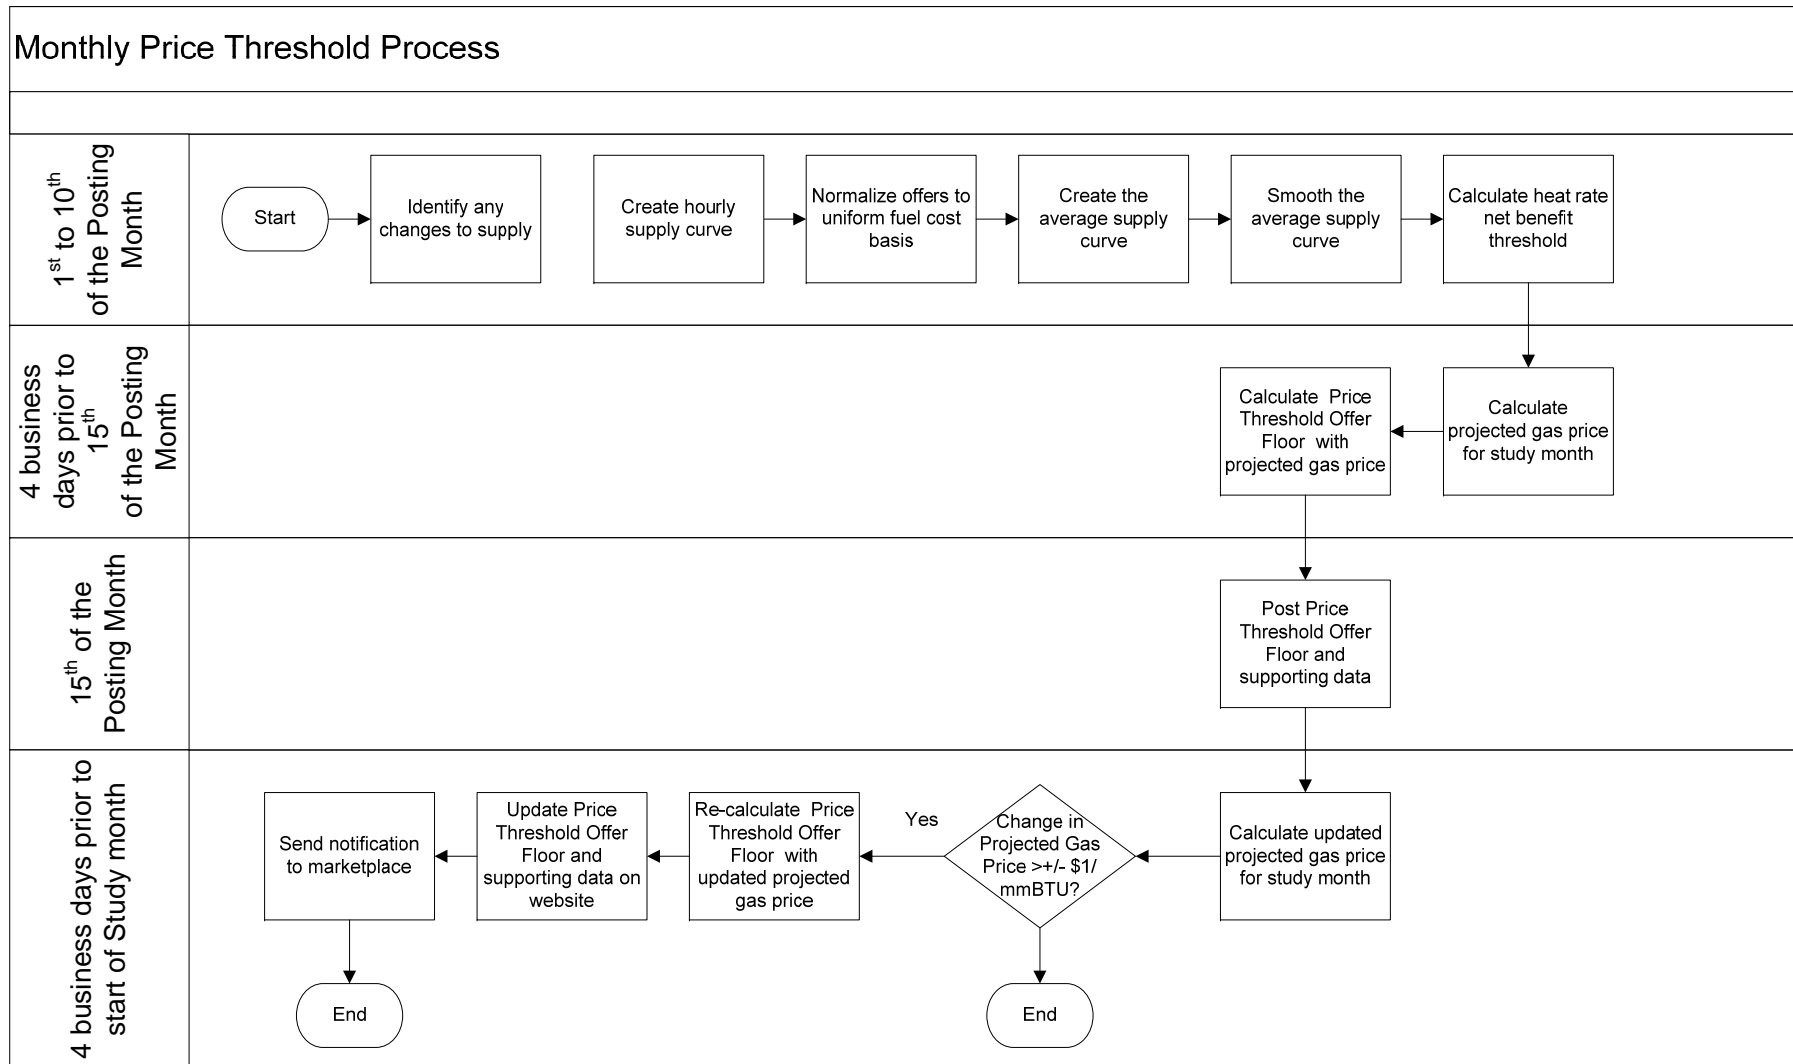 Monthly Price Threshold Process
1st to 10th
of the Posting
Month
Start
Identify any
changes to supply
Create hourly
supply curve
Normalize offers to
uniform fuel cost
basis
Create the
average supply
curve
Smooth the
average supply
curve
Calculate heat rate
net benefit
threshold
4 business
days prior to
15th
of the Posting
Month
Calculate Price
Threshold Offer
Floor with
projected gas price
Calculate
projected gas price
for study month
15th of the
Posting Month
Post Price
Threshold Offer
Floor and
supporting data
4 business days prior to
start of Study month
Send notification
to marketplace
Update Price
Threshold Offer
Floor and
supporting data on
website
Re-calculate Price
Threshold Offer
Floor with
updated projected
gas price
Yes
Change in
Projected Gas
Price >+/- $1/
mmBTU?
Calculate updated
projected gas price
for study month
End
End